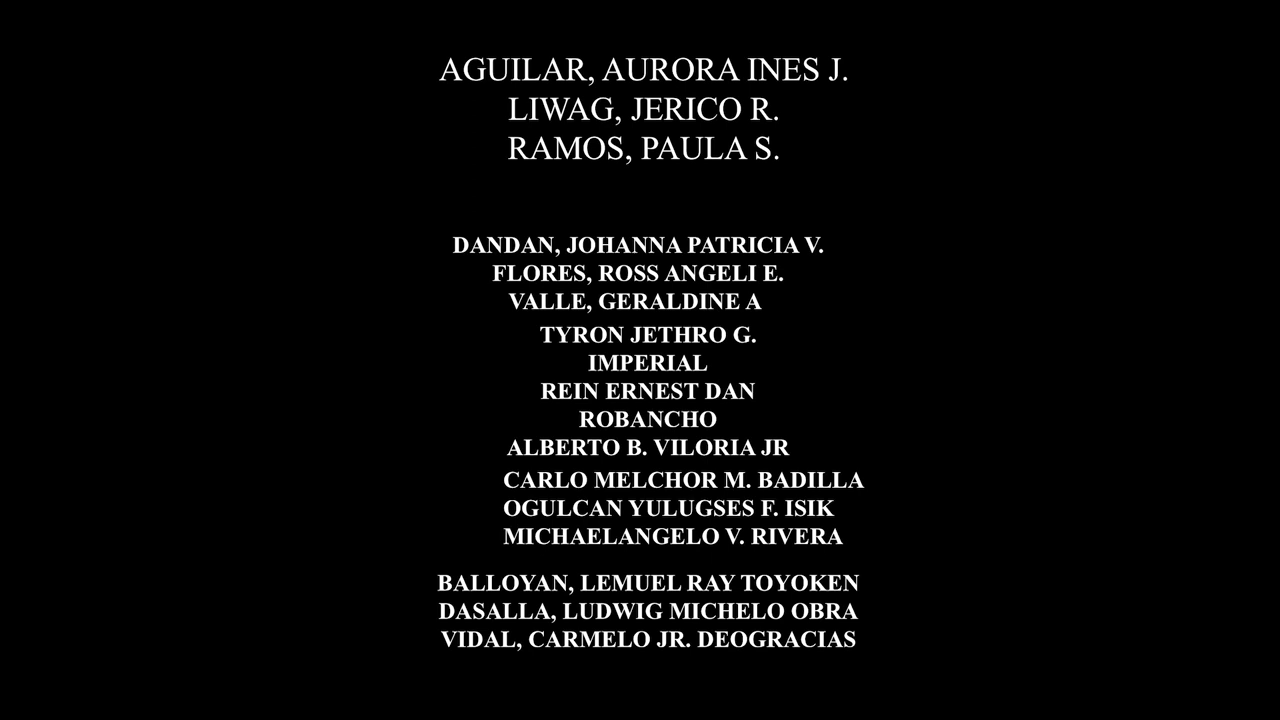 AGUILAR, AURORA INES J.
LIWAG, JERICO R.
RAMOS, PAULA S.
DANDAN, JOHANNA PATRICIA V.
FLORES, ROSS ANGELI E.
VALLE, GERALDINE A
TYRON JETHRO G.
IMPERIAL
REIN ERNEST DAN
ROBANCHO
ALBERTO B. VILORIA JR
CARLO MELCHOR M. BADILLA
OGULCAN YULUGSES F. ISIK
MICHAELANGELO V. RIVERA
BALLOYAN, LEMUEL RAY TOYOKEN
DASALLA, LUDWIG MICHELO OBRA
VIDAL, CARMELO JR. DEOGRACIAS